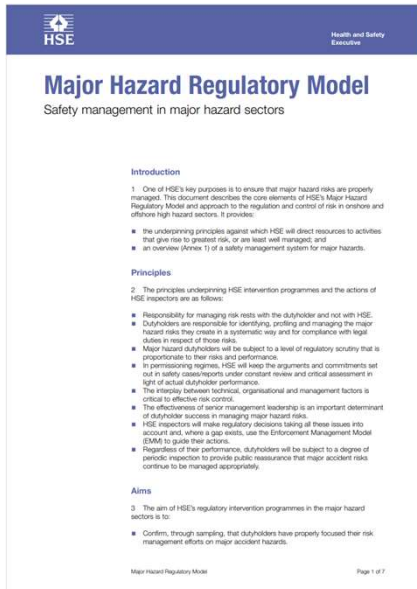 HSE
Health and Safety
Executive
Major Hazard Regulatory Model
Safety management in major hazard sectors
Introduction
1 One of HSE's key purposes is to ensure that major hazard risks are properly
managed. This document describes the core elements of HSE's Major Hazard
Regulatory Model and approach to the regulation and control of risk in onshore and
offshore high hazard sectors. It provides:
■ the underpinning principles against which HSE will direct resources to activities
that give rise to greatest risk, or are least well managed; and
■ an overview (Annex 1) of a safety management system for major hazards.
Principles
2 The principles underpinning HSE intervention programmes and the actions of
HSE inspectors are as follows:
■ Responsibility for managing risk rests with the dutyholder and not with HSE.
■ Dutyholders are responsible for identifying, profiling and managing the major
hazard risks they create in a systematic way and for compliance with legal
duties in respect of those risks.
■ Major hazard dutyholders will be subject to a level of regulatory scrutiny that is
proportionate to their risks and performance.
■ In permissioning regimes, HSE will keep the arguments and commitments set
out in safety cases/reports under constant review and critical assessment in
light of actual dutyholder performance.
■ The interplay between technical, organisational and management factors is
critical to effective risk control.
■ The effectiveness of senior management leadership is an important determinant
of dutyholder success in managing major hazard risks.
■ HSE inspectors will make regulatory decisions taking all these issues into
account and, where a gap exists, use the Enforcement Management Model
(EMM) to guide their actions.
■ Regardless of their performance, dutyholders will be subject to a degree of
periodic inspection to provide public reassurance that major accident risks
continue to be managed appropriately.
Aims
3 The aim of HSE's regulatory intervention programmes in the major hazard
sectors is to:
■ Confirm, through sampling, that dutyholders have properly focused their risk
management efforts on major accident hazards.
Major Hazard Regulatory Model
Page 1 of 7